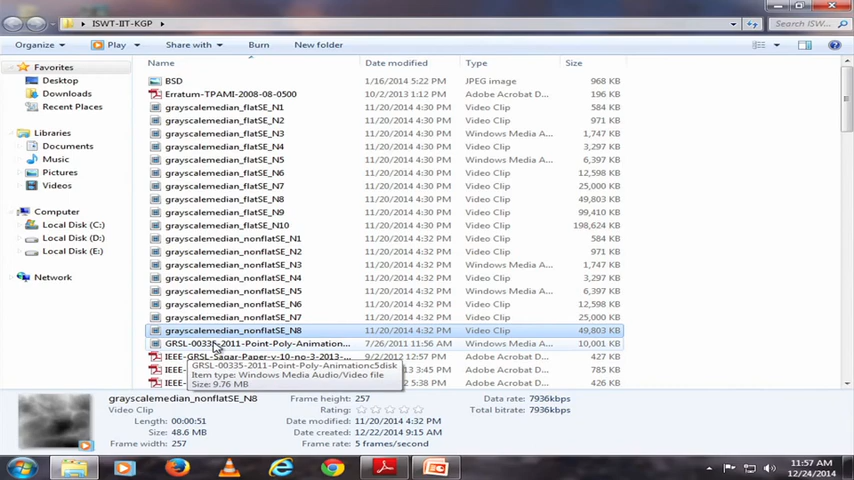 ISWT-IIT-KGP
Search ISW...
Organize Play Share with Burn New folder
Name Date modified Type Size
Favorites
Desktop
Downloads
Recent Places
Libraries
Documents
Music
Pictures
Videos
Computer
Local Disk (C:)
Local Disk (D:)
Local Disk (E:)
Network
BSD 1/16/2014 5:22 PM JPEG image 968 KB
Erratum-TPAMI-2008-08-0500 10/2/2013 1:12 PM Adobe Acrobat D... 196 KB
grayscalemedian_flatSE_N1 11/20/2014 4:30 PM Video Clip 584 KB
grayscalemedian_flatSE_N2 11/20/2014 4:30 PM Video Clip 971 KB
grayscalemedian_flatSE_N3 11/20/2014 4:30 PM Windows Media A... 1,747 KB
grayscalemedian_flatSE_N4 11/20/2014 4:30 PM Video Clip 3,297 KB
grayscalemedian_flatSE_N5 11/20/2014 4:30 PM Windows Media A... 6,397 KB
grayscalemedian_flatSE_N6 11/20/2014 4:30 PM Video Clip 12,598 KB
grayscalemedian_flatSE_N7 11/20/2014 4:30 PM Video Clip 25,000 KB
grayscalemedian_flatSE_N8 11/20/2014 4:30 PM Video Clip 49,803 KB
grayscalemedian_flatSE_N9 11/20/2014 4:30 PM Video Clip 99,410 KB
grayscalemedian_flatSE_N10 11/20/2014 4:30 PM Video Clip 198,624 KB
grayscalemedian_nonflatSE_N1 11/20/2014 4:32 PM Video Clip 584 KB
grayscalemedian_nonflatSE_N2 11/20/2014 4:32 PM Video Clip 971 KB
grayscalemedian_nonflatSE_N3 11/20/2014 4:32 PM Windows Media A... 1,747 KB
grayscalemedian_nonflatSE_N4 11/20/2014 4:32 PM Video Clip 3,297 KB
grayscalemedian_nonflatSE_N5 11/20/2014 4:32 PM Windows Media A... 6,397 KB
grayscalemedian_nonflatSE_N6 11/20/2014 4:32 PM Video Clip 12,598 KB
grayscalemedian_nonflatSE_N7 11/20/2014 4:32 PM Video Clip 25,000 KB
grayscalemedian_nonflatSE_N8 11/20/2014 4:32 PM Video Clip 49,803 KB
GRSL-00335-2011-Point-Poly-Animation... 7/26/2011 11:56 AM Windows Media A... 10,001 KB
IEEE-GRSL-Sagar-Paper-v-10-no-3-2013-... 9/2/2012 12:57 PM Adobe Acrobat D... 427 KB
IEEE- PM Adobe Acrobat D... 370 KB
IEEE- PM Adobe Acrobat D... 382 KB
GRSL-00335-2011-Point-Poly-Animationc5disk
Item type: Windows Media Audio/Video file
Size: 9.76 MB
grayscalemedian_nonflatSE_N8 Frame height: 257 Data rate: 7936kbps
Video Clip Rating: Total bitrate: 7936kbps
Length: 00:00:51 Date modified: 11/20/2014 4:32 PM
Size: 48.6 MB Date created: 12/22/2014 9:15 AM
Frame width: 257 Frame rate: 5 frames/second
11:57 AM
12/24/2014